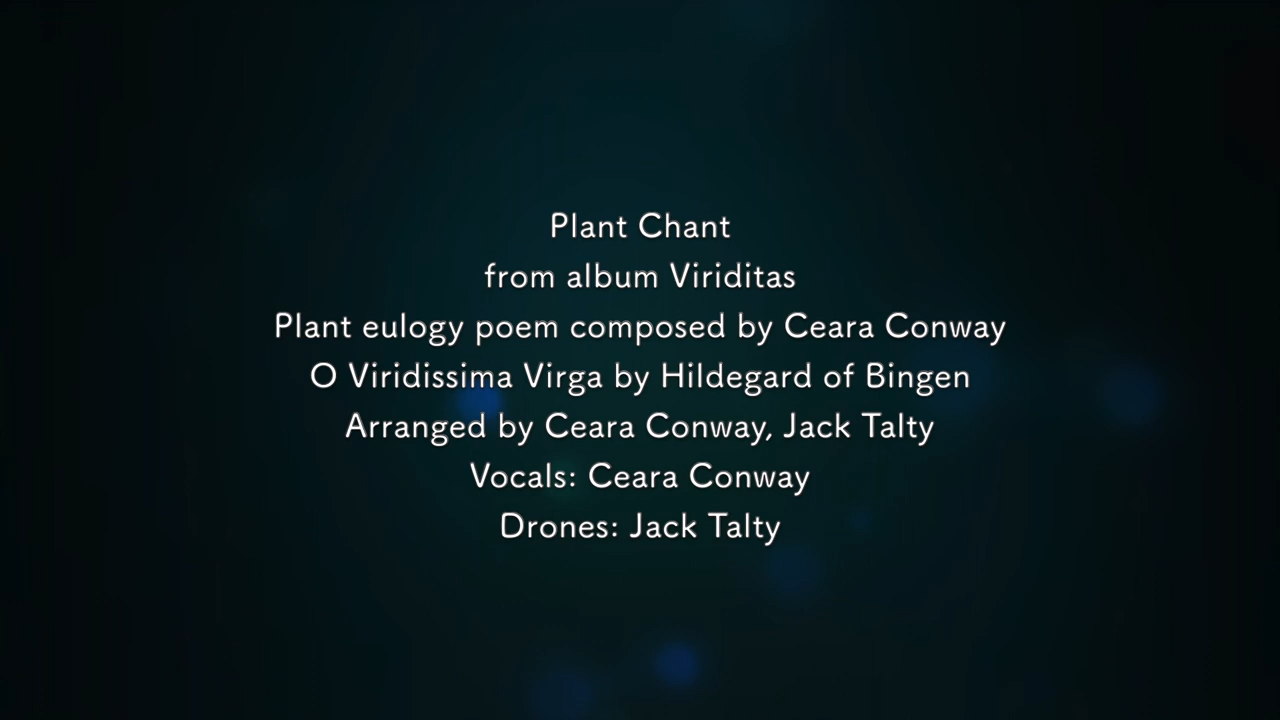 Plant Chant
from album Viriditas
Plant eulogy poem composed by Ceara Conway
O Viridissima Virga by Hildegard of Bingen
Arranged by Ceara Conway, Jack Talty
Vocals: Ceara Conway
Drones: Jack Talty